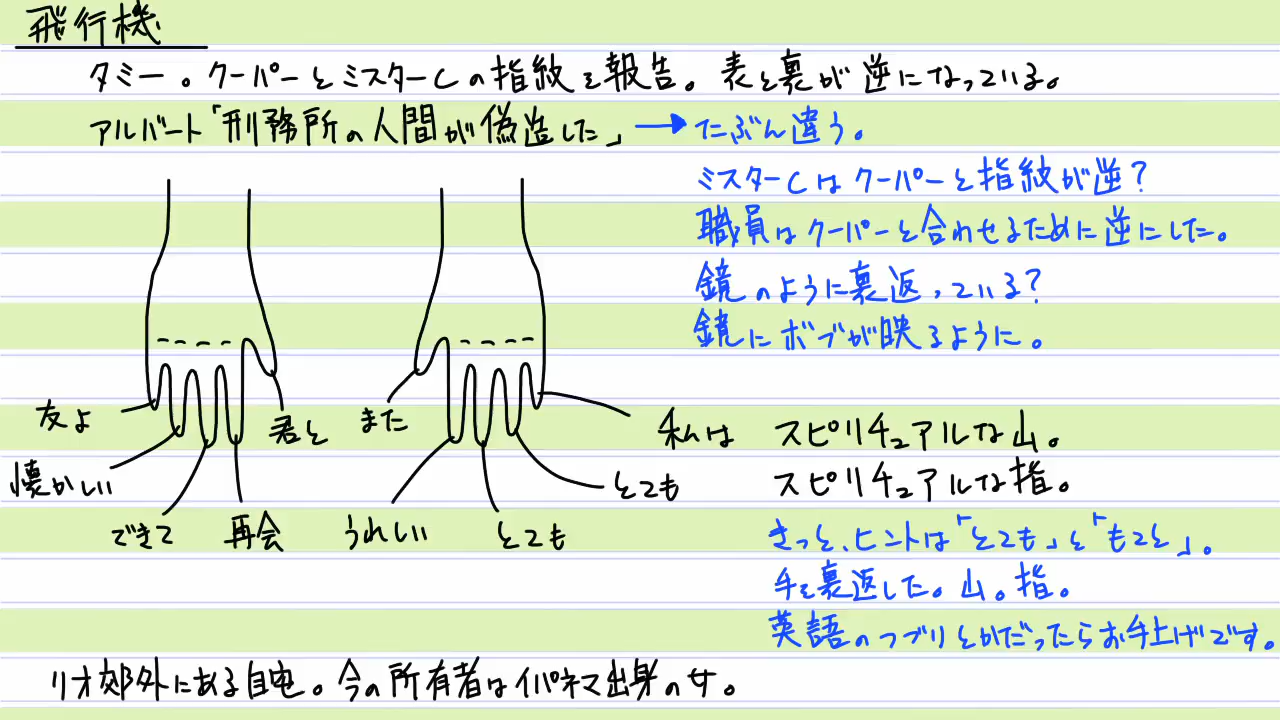 飛行機
タミー。クーパーとミスターCの指紋を報告。表と裏が逆になっている。
アルバート「刑務所の人間が偽造した」→たぶん違う。
ミスターCはクーパーと指紋が逆?
職員はクーパーと合わせるために逆にした。
鏡のように裏返っている?
鏡にボブが映るように。
友よ
君と
また
私は
スピリチュアルな山。
懐かしい
とても
スピリチュアルな指。
できて
再会
うれしい
とても
きっと、ヒントは「とても」と「もてと」。
手を裏返した。山。指。
英語のつづりとかだったらお手上げです。
リオ郊外にある自宅。今の所有者はイパネマ出身の女。